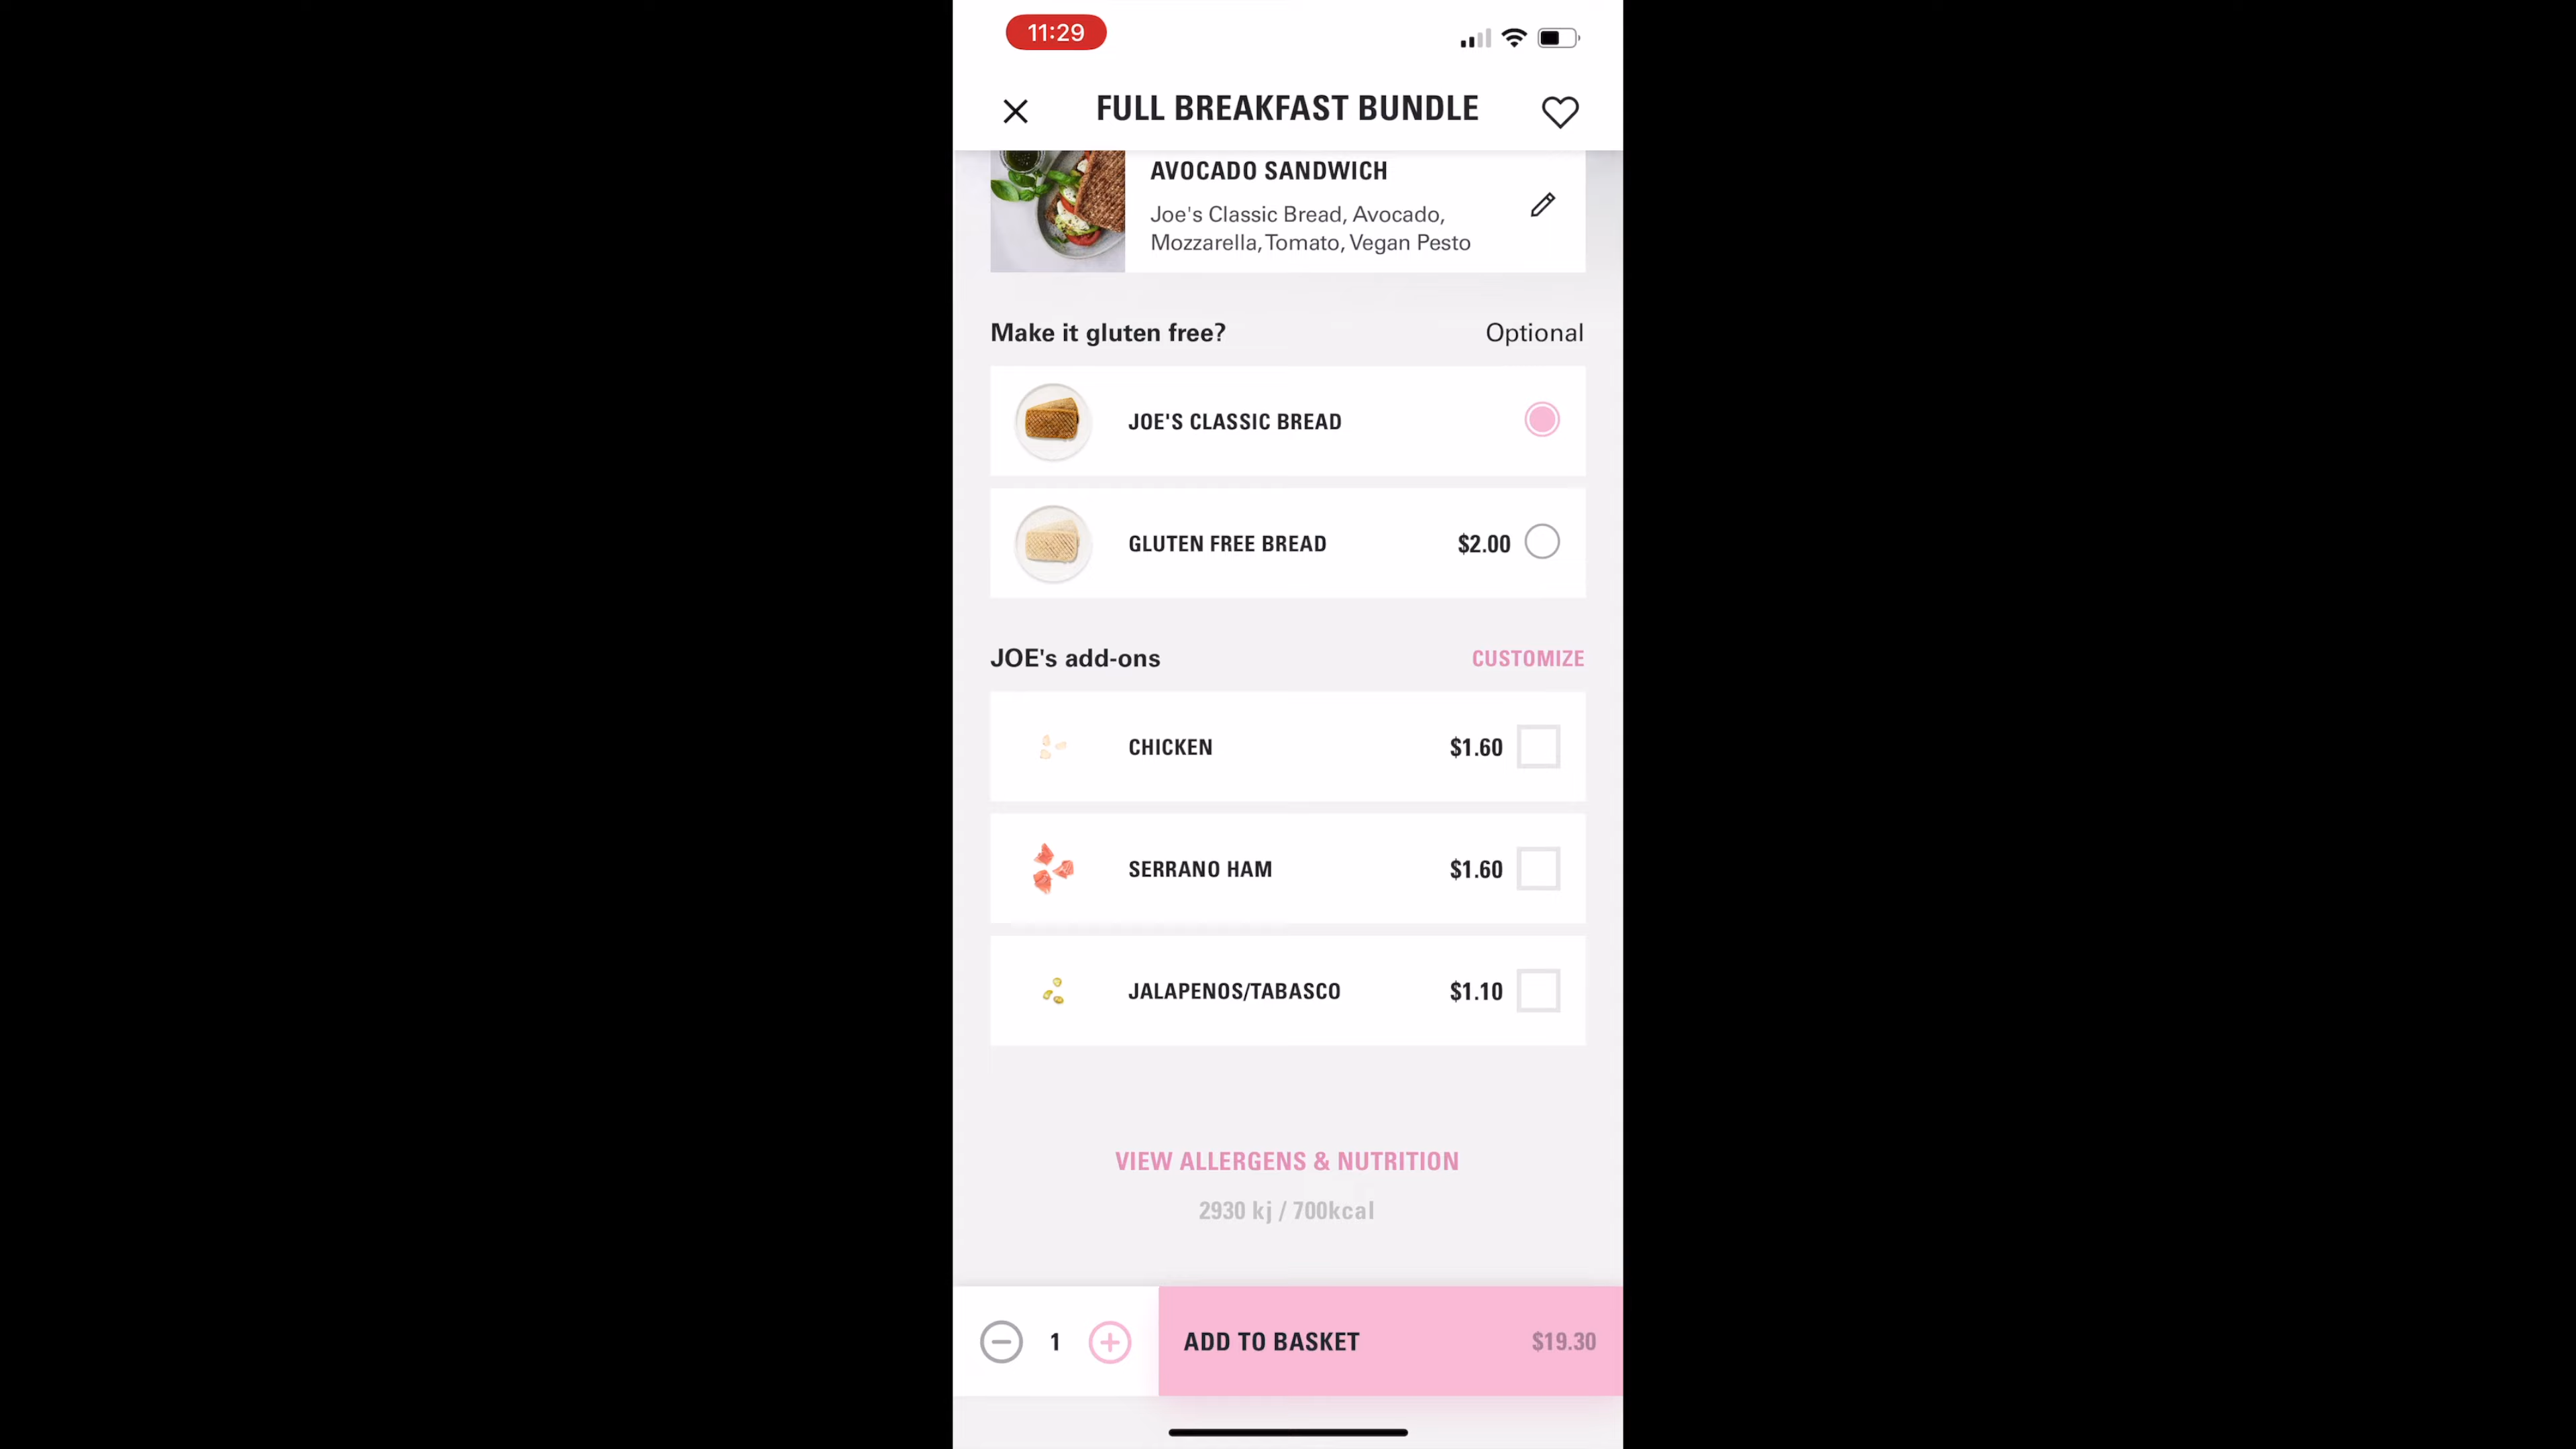 11:29
FULL BREAKFAST BUNDLE
AVOCADO SANDWICH
Joe's Classic Bread, Avocado,
Mozzarella, Tomato, Vegan Pesto
Make it gluten free? Optional
JOE'S CLASSIC BREAD
GLUTEN FREE BREAD $2.00
JOE's add-ons CUSTOMIZE
CHICKEN $1.60
SERRANO HAM $1.60
JALAPENOS/TABASCO $1.10
VIEW ALLERGENS & NUTRITION
2930 kj / 700kcal
1 ADD TO BASKET $19.30